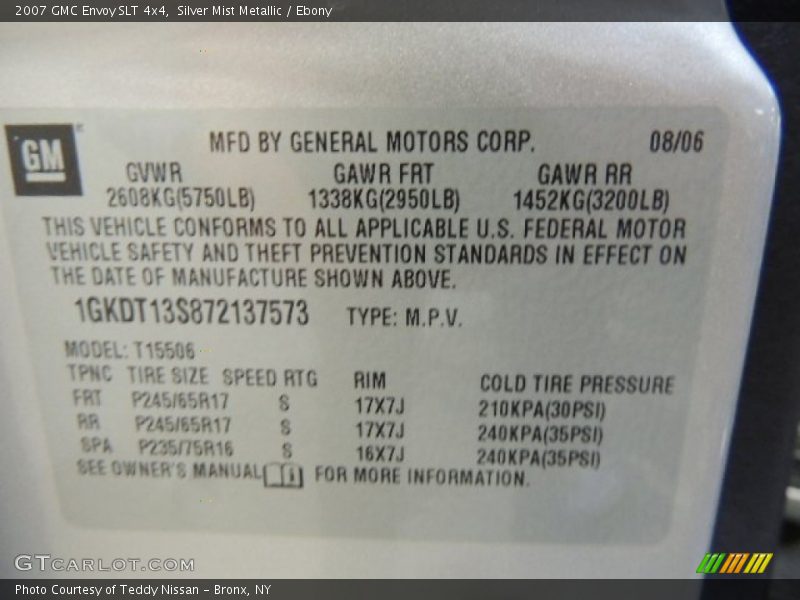 2007 GMC Envoy SLT 4x4, Silver Mist Metallic / Ebony
GM
MFD BY GENERAL MOTORS CORP. 08/06
GVWR GAWR FRT GAWR RR
2608KG(5750LB) 1338KG(2950LB) 1452KG(3200LB)
THIS VEHICLE CONFORMS TO ALL APPLICABLE U.S. FEDERAL MOTOR
VEHICLE SAFETY AND THEFT PREVENTION STANDARDS IN EFFECT ON
THE DATE OF MANUFACTURE SHOWN ABOVE.
1GKDT13S872137573 TYPE: M.P.V.
MODEL: T15506
TPNC TIRE SIZE SPEED RTG RIM COLD TIRE PRESSURE
FRT P245/65R17 S 17X7J 210KPA(30PSI)
RR P245/65R17 S 17X7J 240KPA(35PSI)
SPA P235/75R16 S 16X7J 240KPA(35PSI)
SEE OWNER'S MANUAL FOR MORE INFORMATION.
GTCARLOT.COM
Photo Courtesy of Teddy Nissan - Bronx, NY